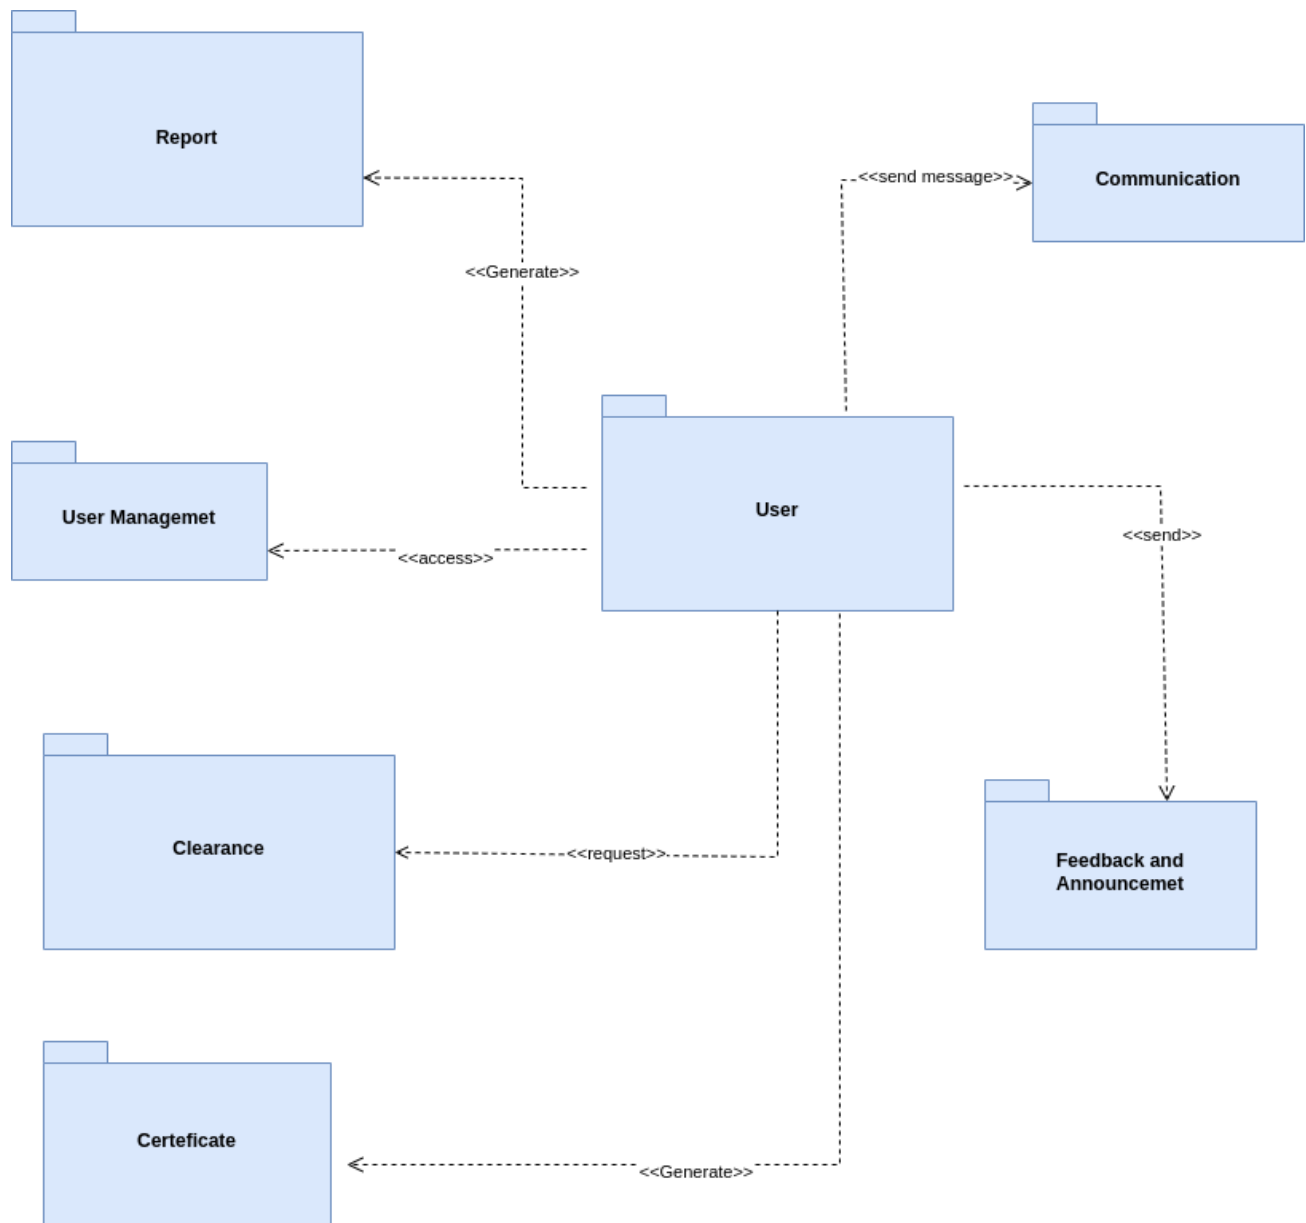 Report
<<send message>>
Communication
<<Generate>>
User
User Managemet
<<send>>
<<access>>
Clearance
<<request>>
Feedback and
Announcemet
Certeficate
<<Generate>>